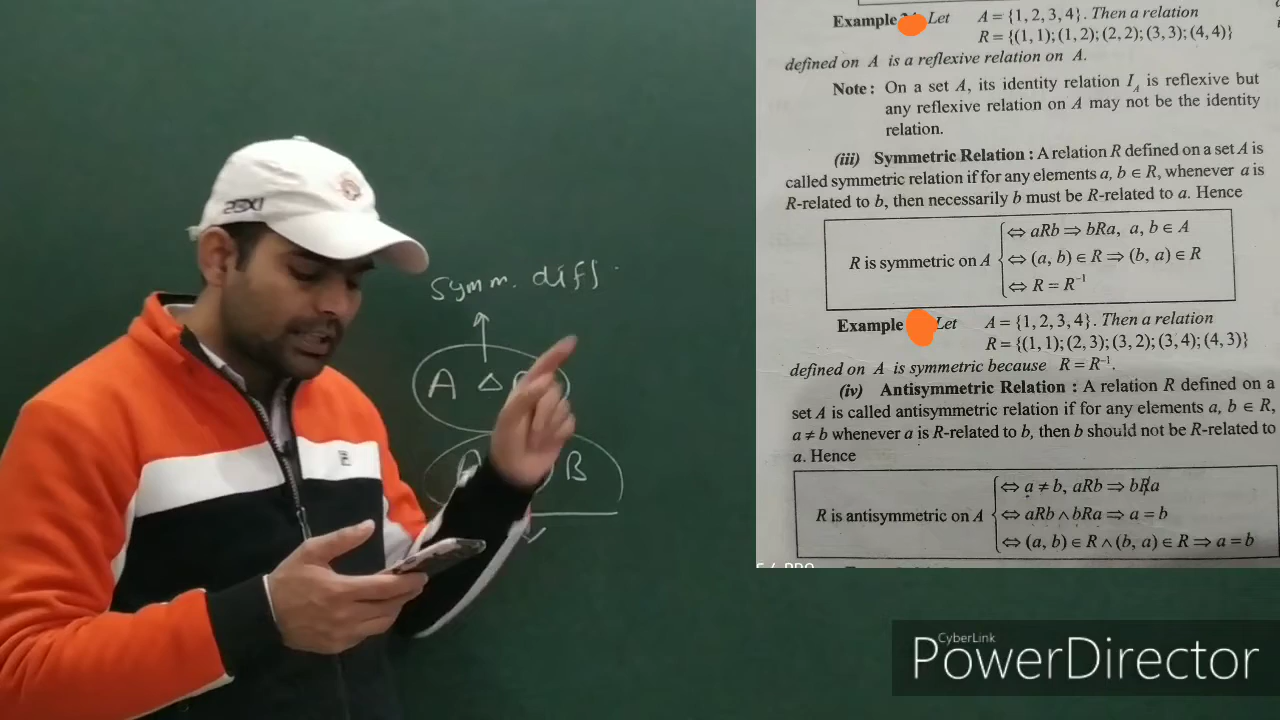 23XI
Symm. diff.
A Δ
A B
Example Let A = {1, 2, 3, 4}. Then a relation
R = {(1, 1); (1, 2); (2, 2); (3, 3); (4, 4)}
defined on A is a reflexive relation on A.
Note : On a set A, its identity relation I_A is reflexive but
any reflexive relation on A may not be the identity
relation.
(iii) Symmetric Relation : A relation R defined on a set A is
called symmetric relation if for any elements a, b ∈ R, whenever a is
R-related to b, then necessarily b must be R-related to a. Hence
⇔ aRb ⇒ bRa, a, b ∈ A
R is symmetric on A ⇔ (a, b) ∈ R ⇒ (b, a) ∈ R
⇔ R = R⁻¹
Example Let A = {1, 2, 3, 4}. Then a relation
R = {(1, 1); (2, 3); (3, 2); (3, 4); (4, 3)}
defined on A is symmetric because R = R⁻¹.
(iv) Antisymmetric Relation : A relation R defined on a
set A is called antisymmetric relation if for any elements a, b ∈ R,
a ≠ b whenever a is R-related to b, then b should not be R-related to
a. Hence
⇔ a ≠ b, aRb ⇒ bR̸a
R is antisymmetric on A ⇔ aRb ∧ bRa ⇒ a = b
⇔ (a, b) ∈ R ∧ (b, a) ∈ R ⇒ a = b
CyberLink
PowerDirector